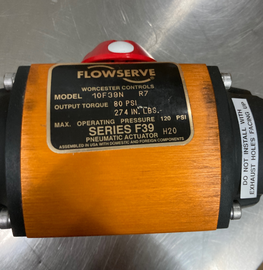 FLOWSERVE
WORCESTER CONTROLS
MODEL 10F39N R7
OUTPUT TORQUE 80 PSI
274 IN. LBS.
MAX. OPERATING PRESSURE 120 PSI
SERIES F39 H20
PNEUMATIC ACTUATOR
ASSEMBLED IN USA WITH DOMESTIC AND FOREIGN COMPONENTS
DO NOT INSTALL WITH
EXHAUST HOLES FACING
UPWARD